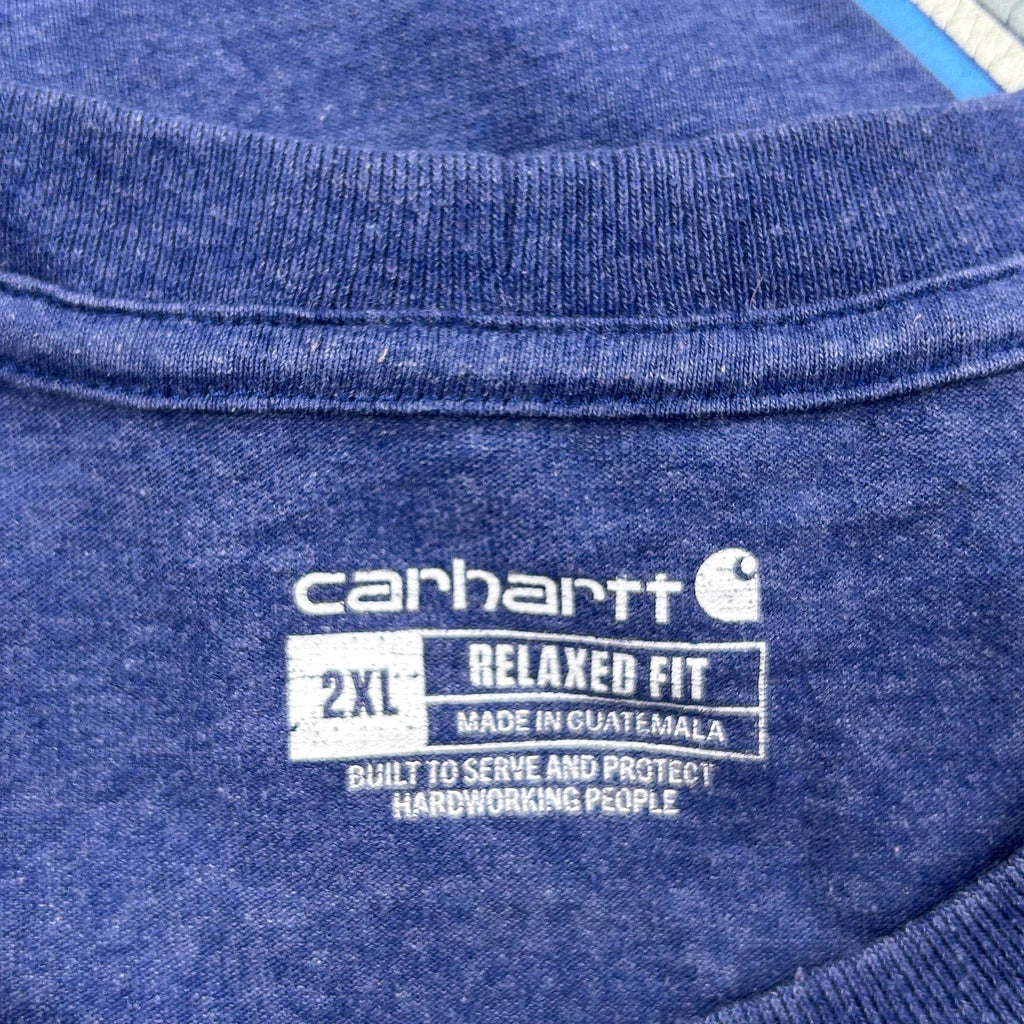 carhartt
2XL
RELAXED FIT
MADE IN GUATEMALA
BUILT TO SERVE AND PROTECT
HARDWORKING PEOPLE